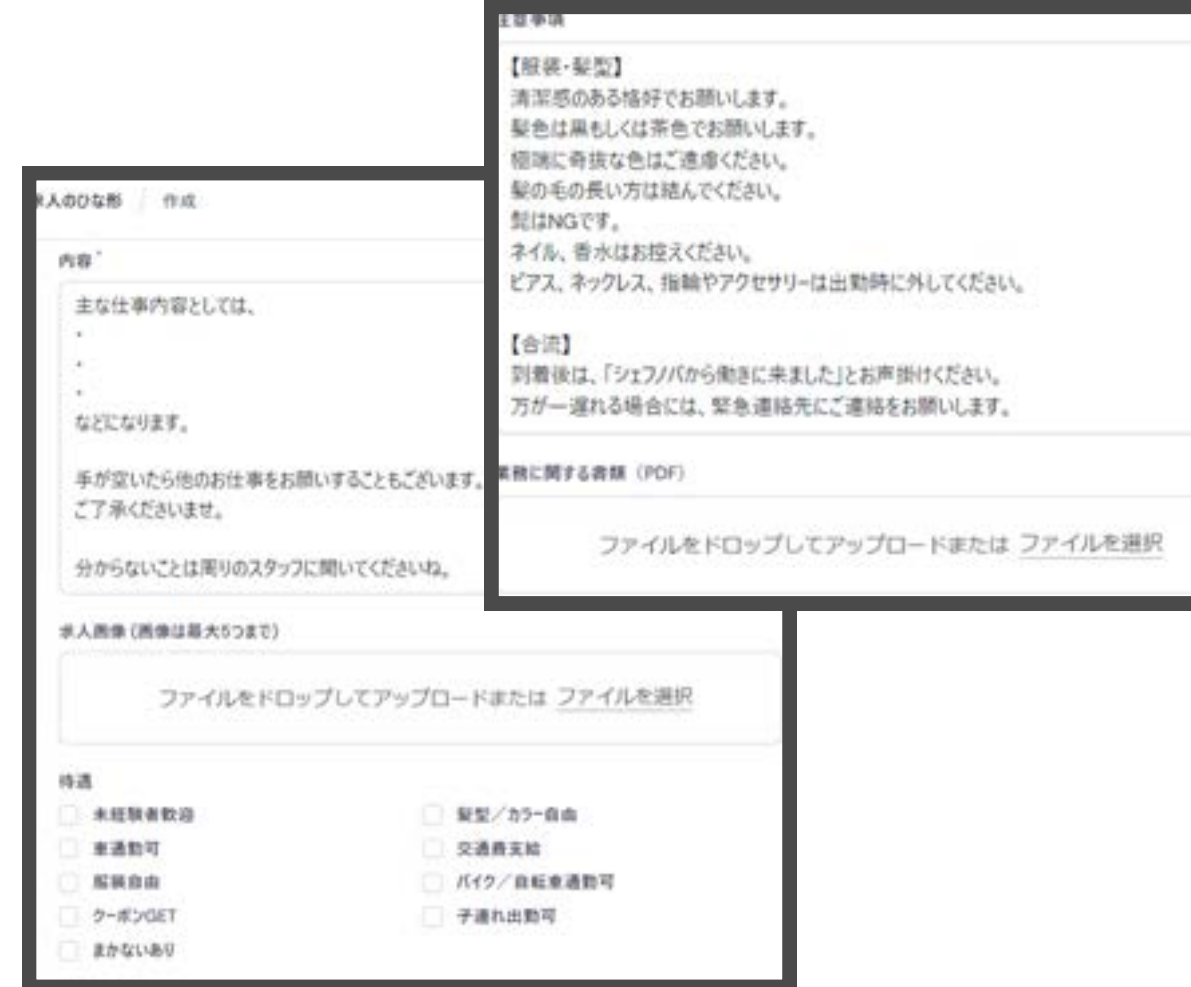 求人のひな形 / 作成
内容*
主な仕事内容としては、
・
・
・
などになります。
手が空いたら他のお仕事をお願いすることもございます。
ご了承くださいませ。
分からないことは周りのスタッフに聞いてくださいね。
求人画像（画像は最大5つまで）
ファイルをドロップしてアップロードまたは ファイルを選択
待遇
未経験者歓迎
髪型／カラー自由
車通勤可
交通費支給
服装自由
バイク／自転車通勤可
クーポンGET
子連れ出勤可
まかないあり
注意事項
【服装・髪型】
清潔感のある格好でお願いします。
髪色は黒もしくは茶色でお願いします。
極端に奇抜な色はご遠慮ください。
髪の毛の長い方は結んでください。
髭はNGです。
ネイル、香水はお控えください。
ピアス、ネックレス、指輪やアクセサリーは出勤時に外してください。
【合流】
到着後は、「シェフノバから働きに来ました」とお声掛けください。
万が一遅れる場合には、緊急連絡先にご連絡をお願いします。
業務に関する書類（PDF）
ファイルをドロップしてアップロードまたは ファイルを選択